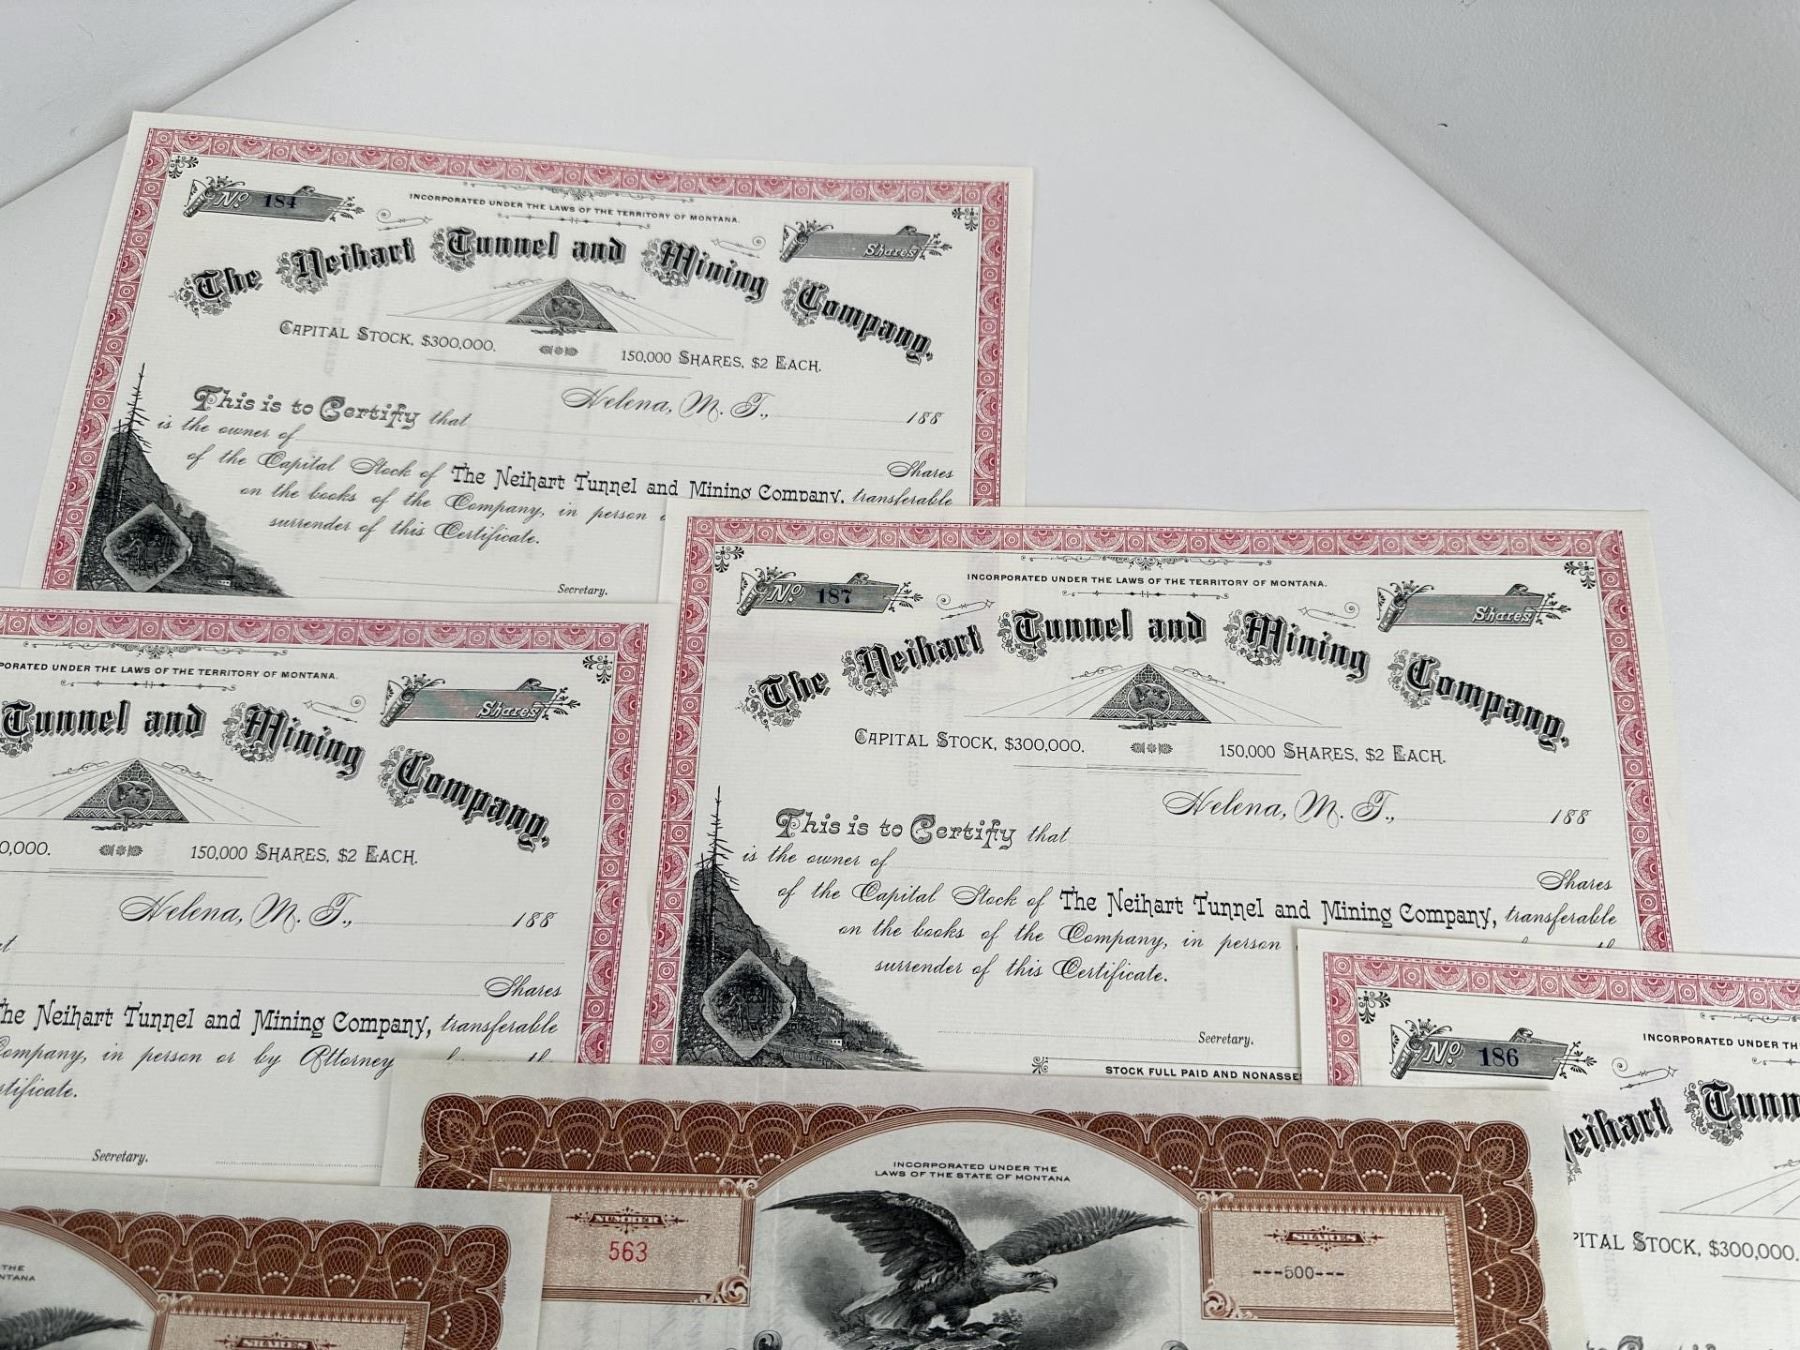 No 184
INCORPORATED UNDER THE LAWS OF THE TERRITORY OF MONTANA.
Shares
The Neihart Tunnel and Mining Company,
CAPITAL STOCK, $300,000.
150,000 SHARES, $2 EACH.
Helena, M. T., 188
This is to Certify that
is the owner of
Shares
of the Capital Stock of The Neihart Tunnel and Mining Company, transferable
on the books of the Company, in person
surrender of this Certificate.
Secretary.
No 187
INCORPORATED UNDER THE LAWS OF THE TERRITORY OF MONTANA.
Shares
The Neihart Tunnel and Mining Company,
CAPITAL STOCK, $300,000.
150,000 SHARES, $2 EACH.
Helena, M. T., 188
This is to Certify that
is the owner of
Shares
of the Capital Stock of The Neihart Tunnel and Mining Company, transferable
on the books of the Company, in person
surrender of this Certificate.
Secretary.
STOCK FULL PAID AND NONASSE
PORATED UNDER THE LAWS OF THE TERRITORY OF MONTANA.
Shares
Tunnel and Mining Company,
0,000.
150,000 SHARES, $2 EACH.
Helena, M. T., 188
Shares
The Neihart Tunnel and Mining Company, transferable
Company, in person or by Attorney
tificate.
Secretary.
No 186
INCORPORATED UNDER TH
eihart Tunn
PITAL STOCK, $300,000.
to Certify
INCORPORATED UNDER THE
LAWS OF THE STATE OF MONTANA
NUMBER
563
SHARES
---500---
THE
NTANA
SHARES